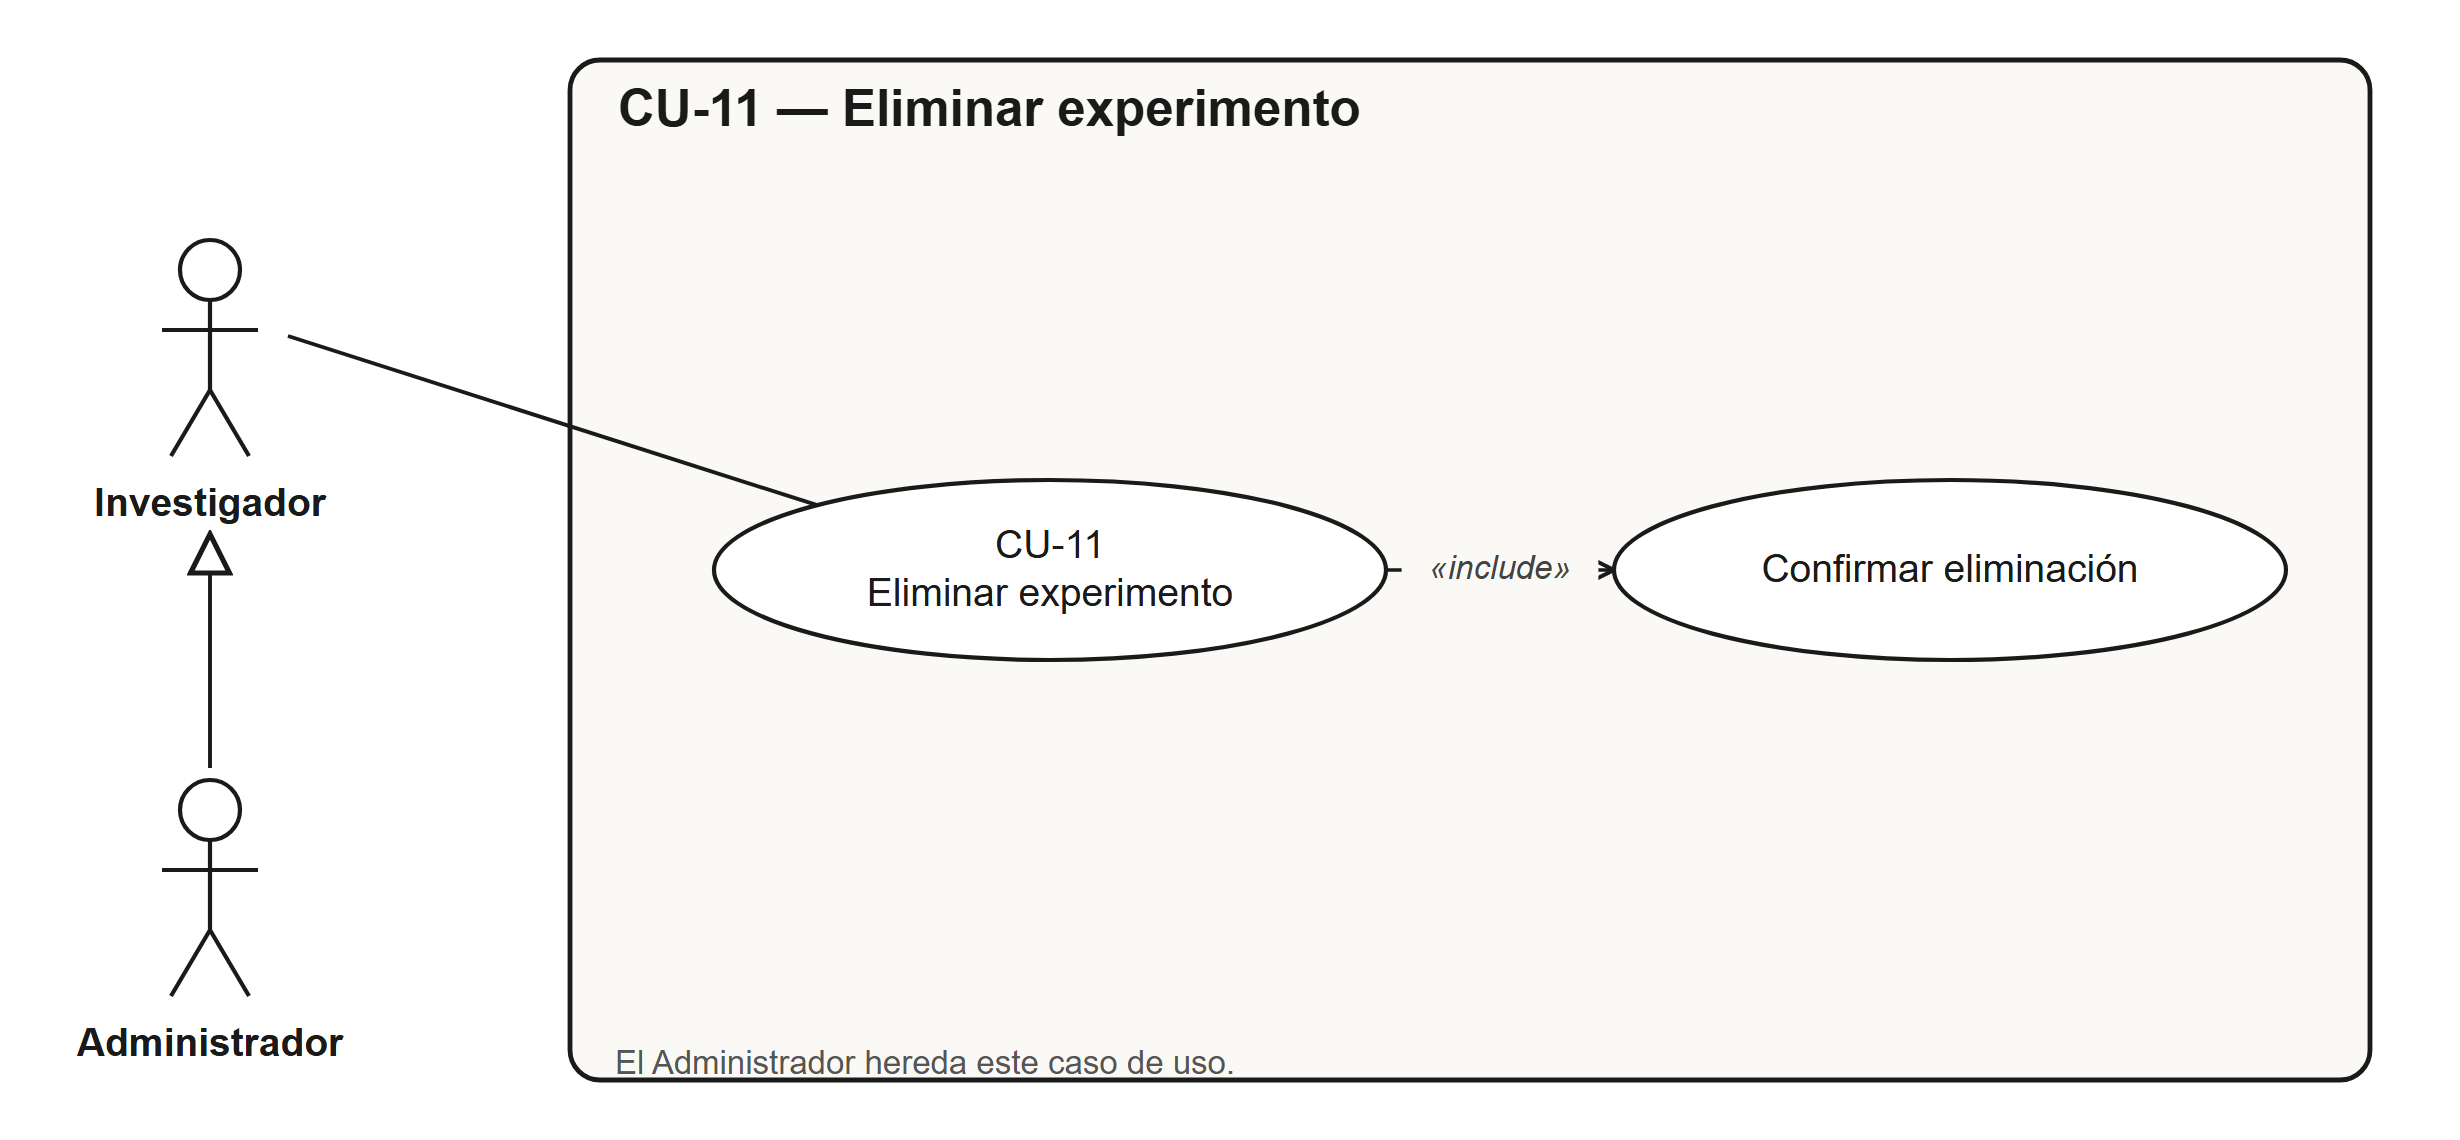 CU-11 — Eliminar experimento
Investigador
CU-11
Eliminar experimento
«include»
Confirmar eliminación
Administrador
El Administrador hereda este caso de uso.